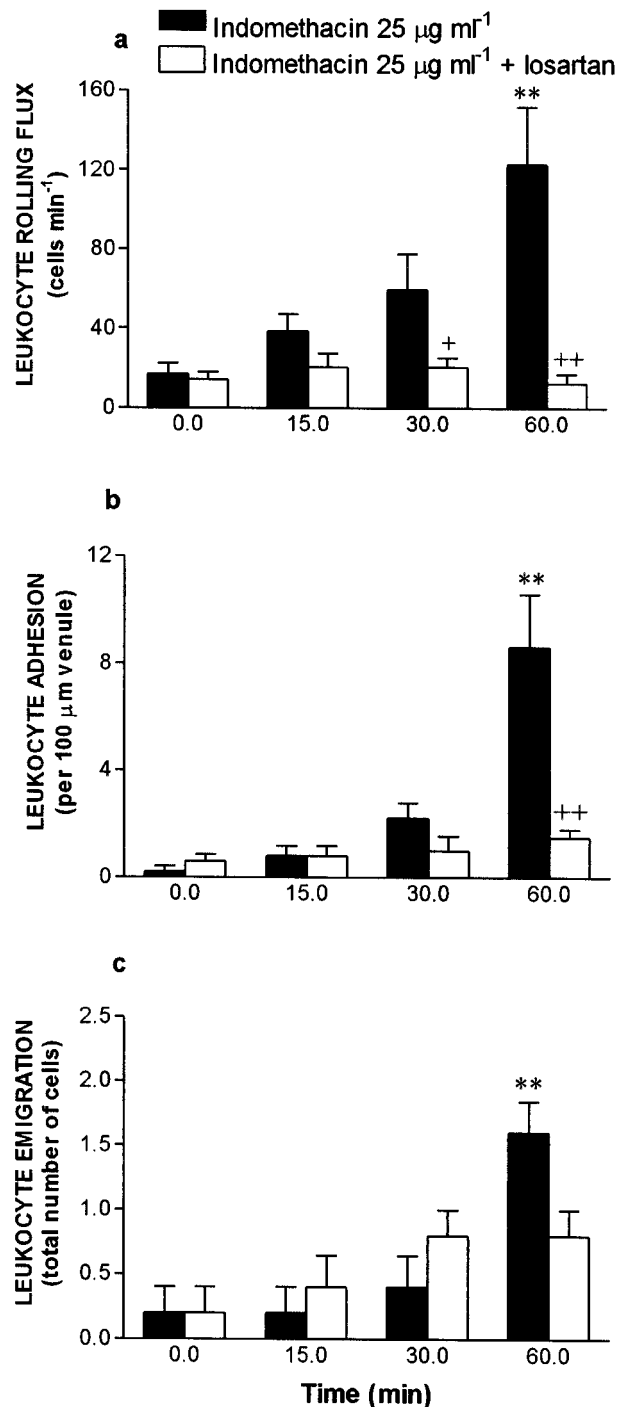 Indomethacin 25 µg ml⁻¹
Indomethacin 25 µg ml⁻¹ + losartan
a
LEUKOCYTE ROLLING FLUX
(cells min⁻¹)
160
120
80
40
0
**
+
++
0.0 15.0 30.0 60.0
b
LEUKOCYTE ADHESION
(per 100 µm venule)
12
8
4
0
**
++
0.0 15.0 30.0 60.0
c
LEUKOCYTE EMIGRATION
(total number of cells)
2.5
2.0
1.5
1.0
0.5
0.0
**
0.0 15.0 30.0 60.0
Time (min)